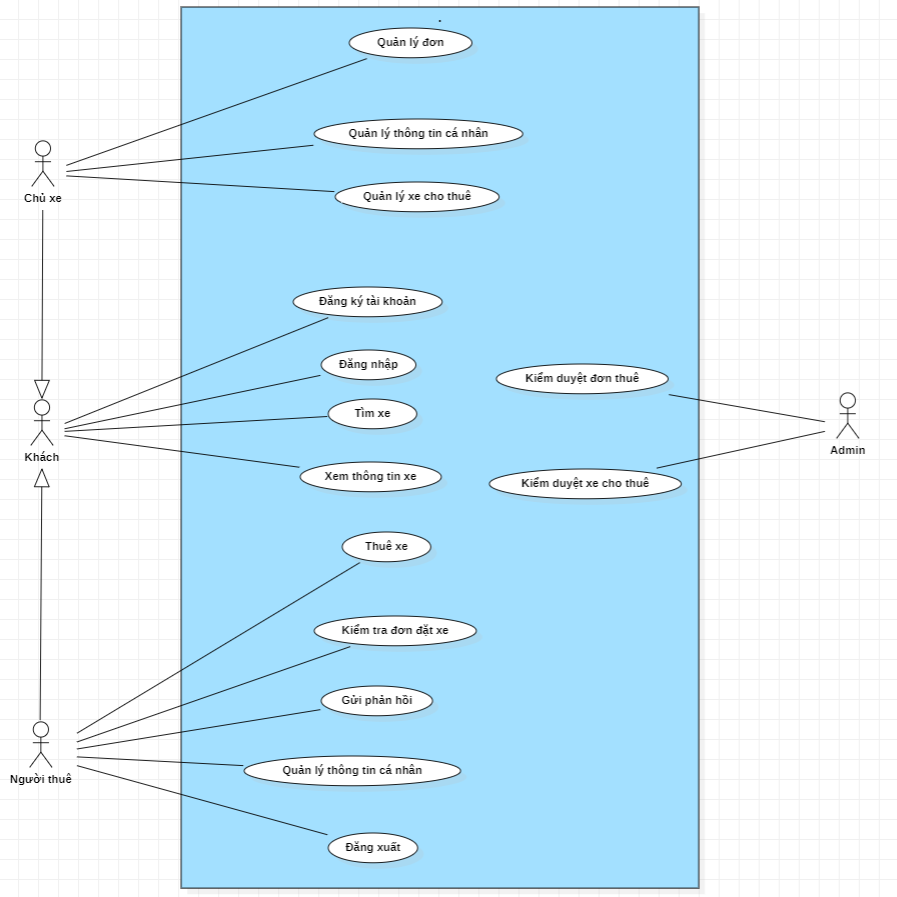 Quản lý đơn
Quản lý thông tin cá nhân
Quản lý xe cho thuê
Chủ xe
Đăng ký tài khoản
Đăng nhập
Kiểm duyệt đơn thuê
Tìm xe
Admin
Khách
Xem thông tin xe
Kiểm duyệt xe cho thuê
Thuê xe
Kiểm tra đơn đặt xe
Gửi phản hồi
Quản lý thông tin cá nhân
Người thuê
Đăng xuất